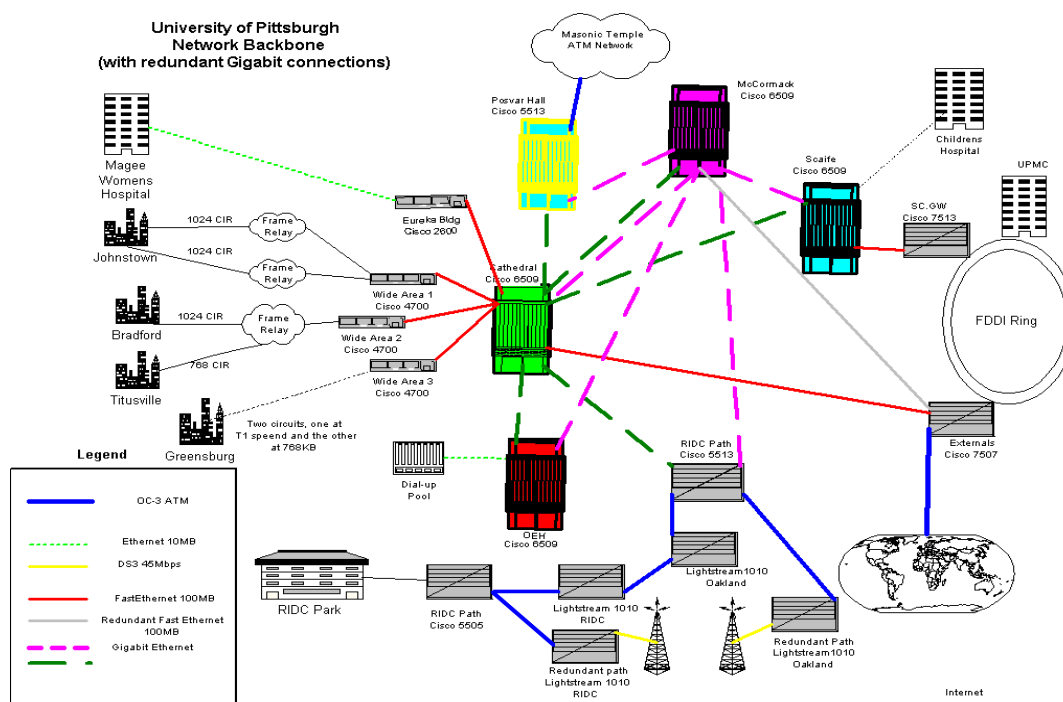 University of Pittsburgh
Network Backbone
(with redundant Gigabit connections)
Masonic Temple
ATM Network
McCormack
Cisco 6509
Posvar Hall
Cisco 5513
Childrens
Hospital
Scaife
Cisco 6509
UPMC
SC.GW
Cisco 7513
Magee
Womens
Hospital
Eureka Bldg
Cisco 2600
1024 CIR
Frame
Relay
Johnstown
1024 CIR
Frame
Relay
Cathedral
Cisco 6509
Wide Area 1
Cisco 4700
1024 CIR
Frame
Relay
Bradford
Wide Area 2
Cisco 4700
FDDI Ring
768 CIR
Titusville
Wide Area 3
Cisco 4700
Two circuits, one at
T1 speend and the other
at 768KB
Greensburg
Externals
Cisco 7507
RIDC Path
Cisco 5513
Dial-up
Pool
OEH
Cisco 6509
Legend
OC-3 ATM
Ethernet 10MB
DS3 45Mbps
FastEthernet 100MB
Redundant Fast Ethernet
100MB
Gigabit Ethernet
Lightstream1010
Oakland
RIDC Park
RIDC Path
Cisco 5505
Lightstream 1010
RIDC
Redundant path
Lightstream 1010
RIDC
Redundant Path
Lightstream1010
Oakland
Internet